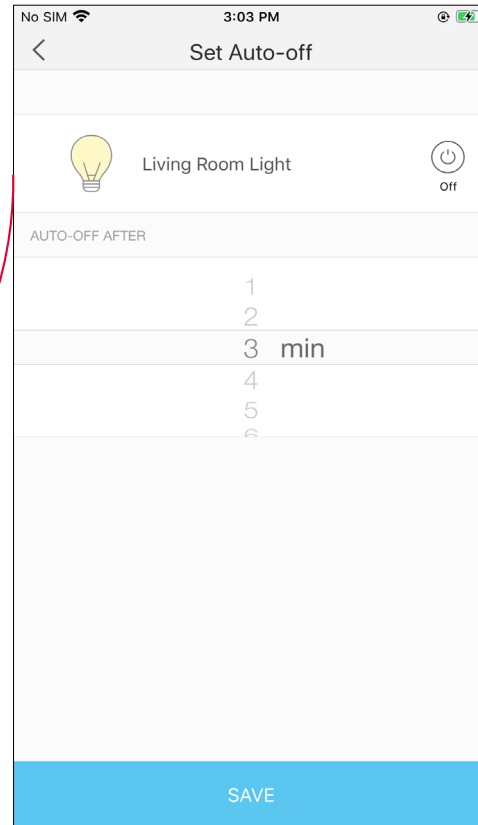 No SIM 3:03 PM
Set Auto-off
Living Room Light
Off
AUTO-OFF AFTER
1
2
3 min
4
5
6
SAVE